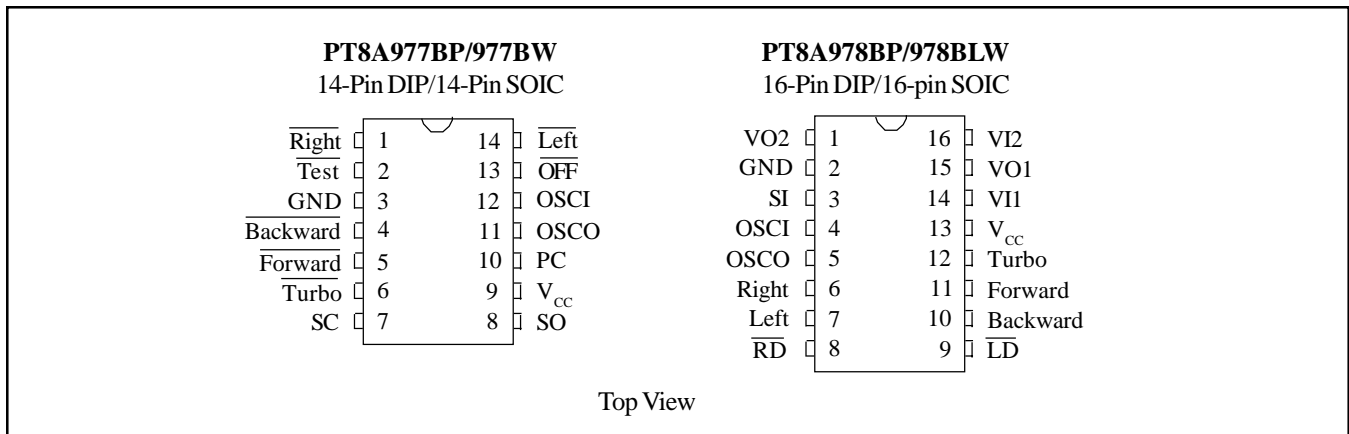 PT8A977BP/977BW
14-Pin DIP/14-Pin SOIC
Right 1 14 Left
Test 2 13 OFF
GND 3 12 OSCI
Backward 4 11 OSCO
Forward 5 10 PC
Turbo 6 9 VCC
SC 7 8 SO
PT8A978BP/978BLW
16-Pin DIP/16-pin SOIC
VO2 1 16 VI2
GND 2 15 VO1
SI 3 14 VI1
OSCI 4 13 VCC
OSCO 5 12 Turbo
Right 6 11 Forward
Left 7 10 Backward
RD 8 9 LD
Top View